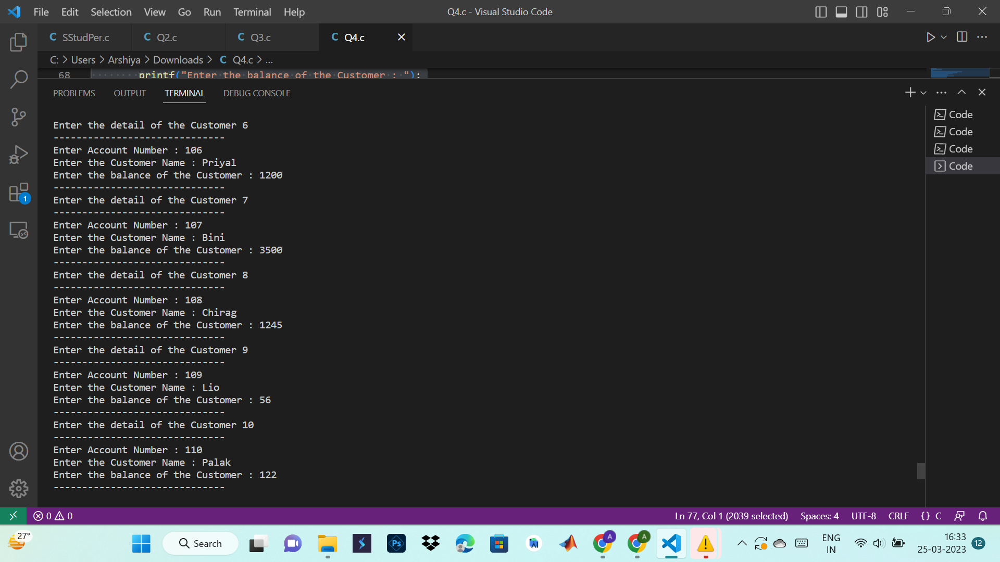 File Edit Selection View Go Run Terminal Help
Q4.c - Visual Studio Code
C SStudPer.c C Q2.c C Q3.c C Q4.c
C: > Users > Arshiya > Downloads > C Q4.c > ...
68 printf("Enter the balance of the Customer : ");
PROBLEMS OUTPUT TERMINAL DEBUG CONSOLE
Code
Code
Code
Code
Enter the detail of the Customer 6
------------------------------
Enter Account Number : 106
Enter the Customer Name : Priyal
Enter the balance of the Customer : 1200
------------------------------
Enter the detail of the Customer 7
------------------------------
Enter Account Number : 107
Enter the Customer Name : Bini
Enter the balance of the Customer : 3500
------------------------------
Enter the detail of the Customer 8
------------------------------
Enter Account Number : 108
Enter the Customer Name : Chirag
Enter the balance of the Customer : 1245
------------------------------
Enter the detail of the Customer 9
------------------------------
Enter Account Number : 109
Enter the Customer Name : Lio
Enter the balance of the Customer : 56
------------------------------
Enter the detail of the Customer 10
------------------------------
Enter Account Number : 110
Enter the Customer Name : Palak
Enter the balance of the Customer : 122
------------------------------
1
0 0
Ln 77, Col 1 (2039 selected) Spaces: 4 UTF-8 CRLF {} C
27°
Search
Ps
A
A
ENG
IN
16:33
25-03-2023
12